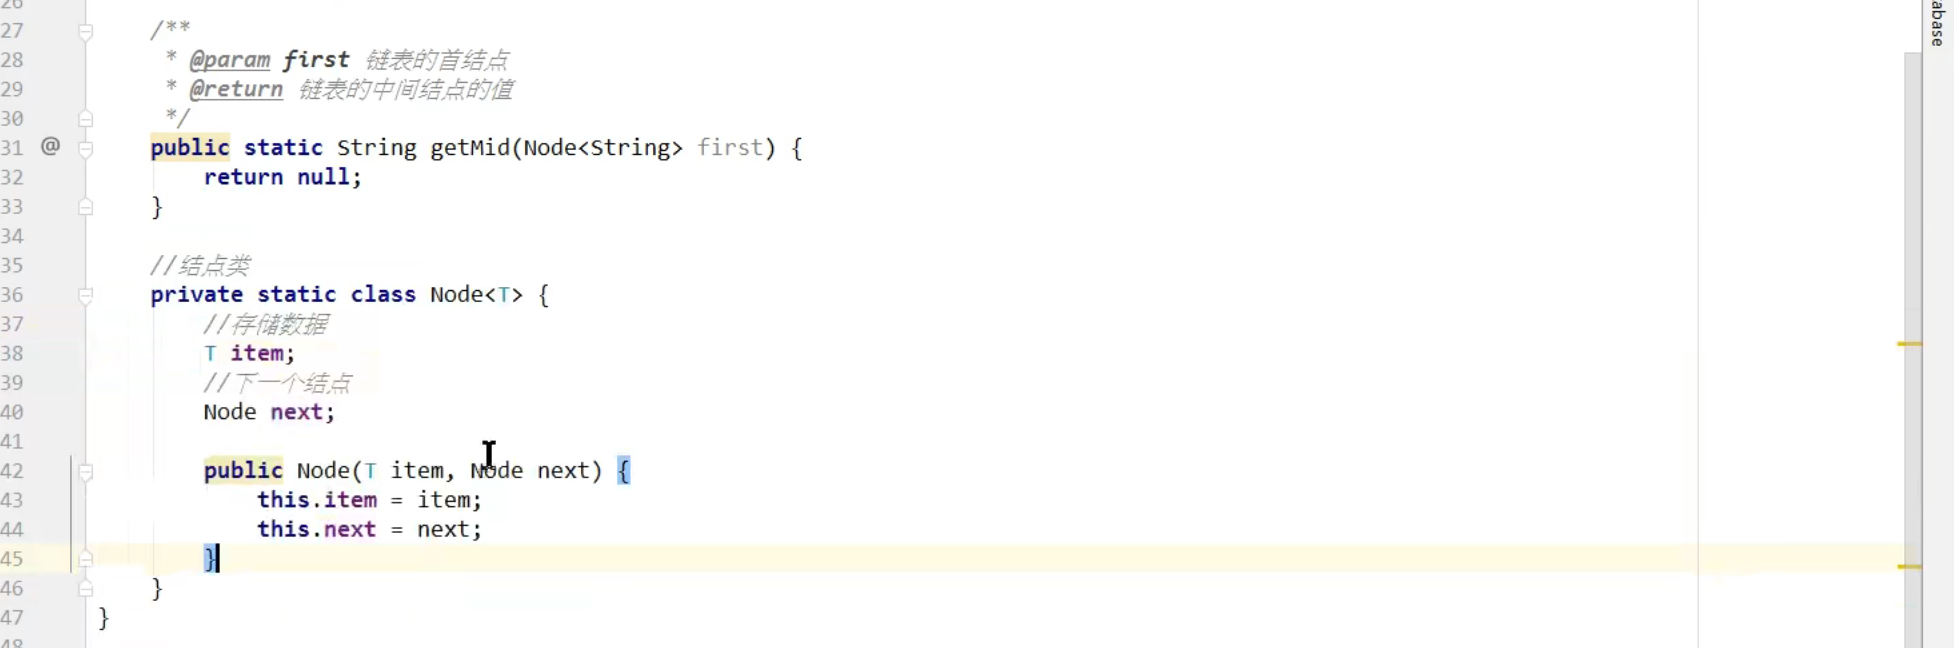 26
27 /**
28 * @param first 链表的首结点
29 * @return 链表的中间结点的值
30 */
31 @ public static String getMid(Node<String> first) {
32 return null;
33 }
34
35 //结点类
36 private static class Node<T> {
37 //存储数据
38 T item;
39 //下一个结点
40 Node next;
41
42 public Node(T item, Node next) {
43 this.item = item;
44 this.next = next;
45 }
46 }
47 }
48
abase